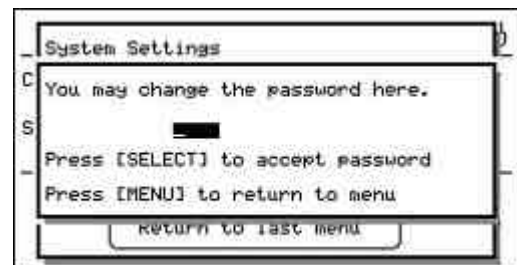 System Settings
You may change the password here.
Press [SELECT] to accept password
Press [MENU] to return to menu
Return to last menu